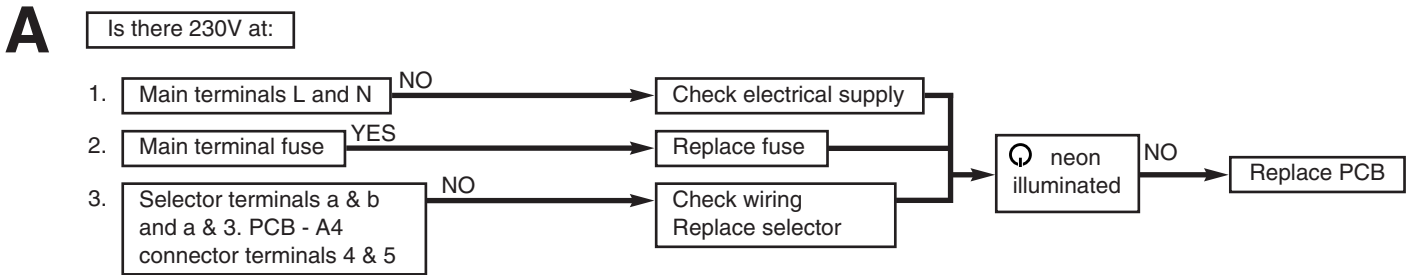 A
Is there 230V at:
1. Main terminals L and N
NO
Check electrical supply
2. Main terminal fuse
YES
Replace fuse
3. Selector terminals a & b
and a & 3. PCB - A4
connector terminals 4 & 5
NO
Check wiring
Replace selector
neon
illuminated
NO
Replace PCB